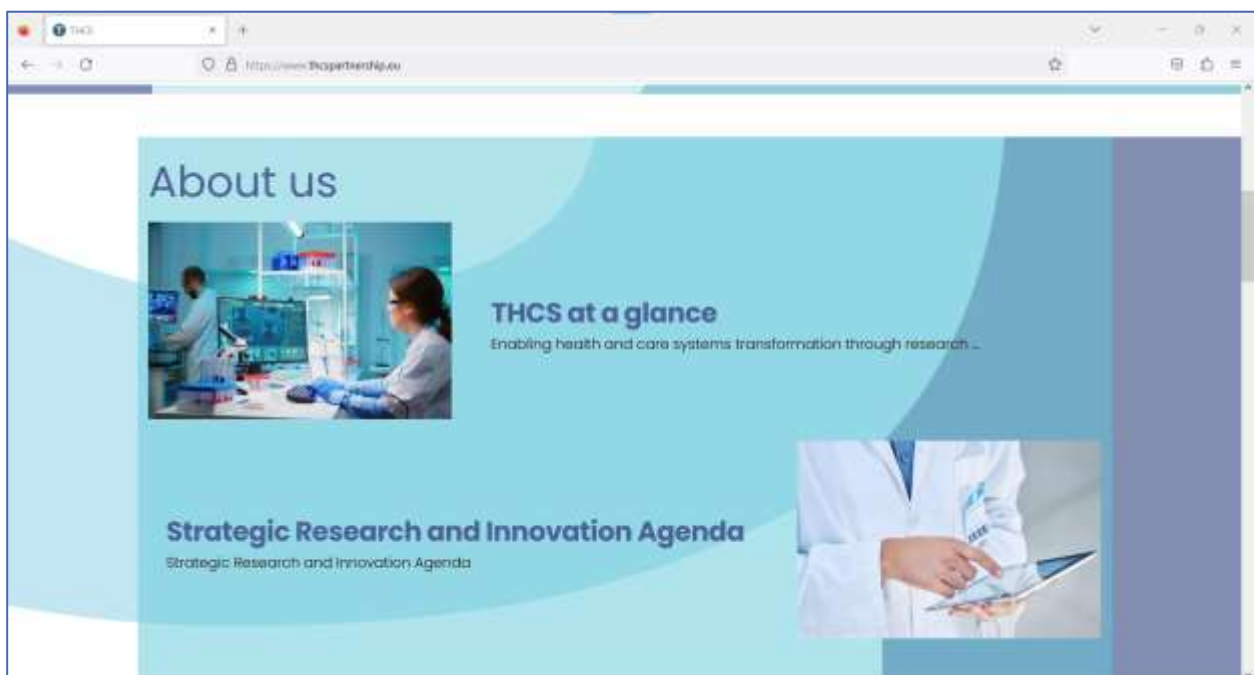 THCS
https://www.thcspartnership.eu
About us
THCS at a glance
Enabling health and care systems transformation through research ...
Strategic Research and Innovation Agenda
Strategic Research and Innovation Agenda